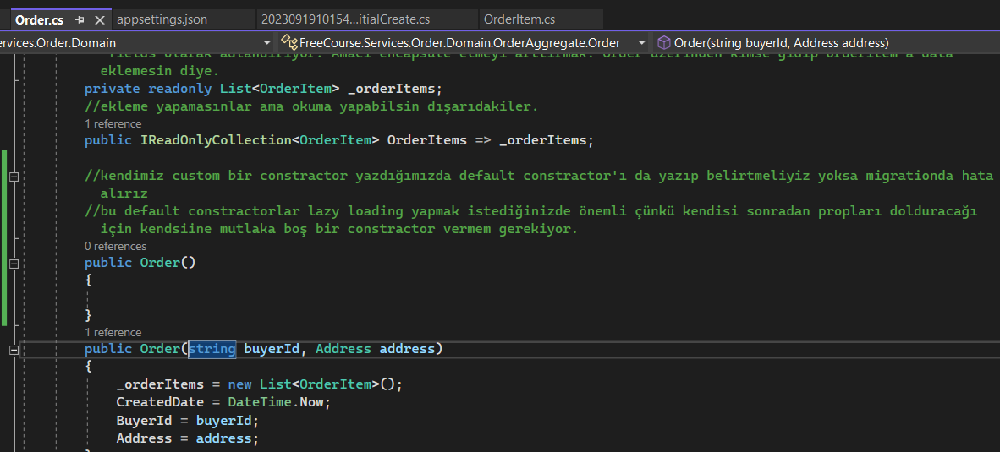 Order.cs
appsettings.json
2023091910154...itialCreate.cs
OrderItem.cs
ervices.Order.Domain
FreeCourse.Services.Order.Domain.OrderAggregate.Order
Order(string buyerId, Address address)
eklemesin diye.
private readonly List<OrderItem> _orderItems;
//ekleme yapamasınlar ama okuma yapabilsin dışarıdakiler.
1 reference
public IReadOnlyCollection<OrderItem> OrderItems => _orderItems;
//kendimiz custom bir constractor yazdığımızda default constractor'ı da yazıp belirtmeliyiz yoksa migrationda hata
alırız
//bu default constractorlar lazy loading yapmak istediğinizde önemli çünkü kendisi sonradan propları dolduracağı
için kendsiine mutlaka boş bir constractor vermem gerekiyor.
0 references
public Order()
{
}
1 reference
public Order(string buyerId, Address address)
{
_orderItems = new List<OrderItem>();
CreatedDate = DateTime.Now;
BuyerId = buyerId;
Address = address;